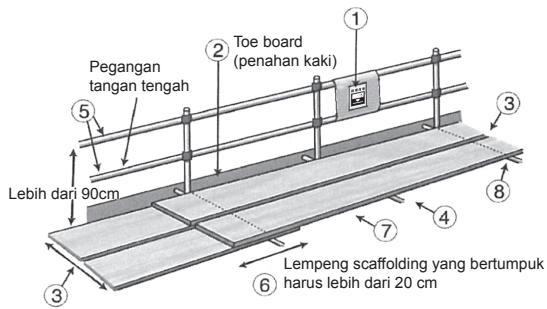 ①
② Toe board
(penahan kaki)
Pegangan
tangan tengah
⑤
③
Lebih dari 90cm
⑧
④
⑦
③
⑥ Lempeng scaffolding yang bertumpuk
harus lebih dari 20 cm